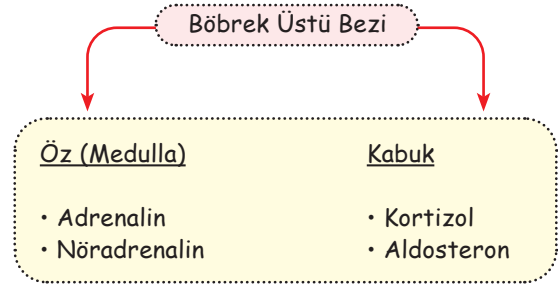 Böbrek Üstü Bezi
Öz (Medulla)
• Adrenalin
• Nöradrenalin
Kabuk
• Kortizol
• Aldosteron